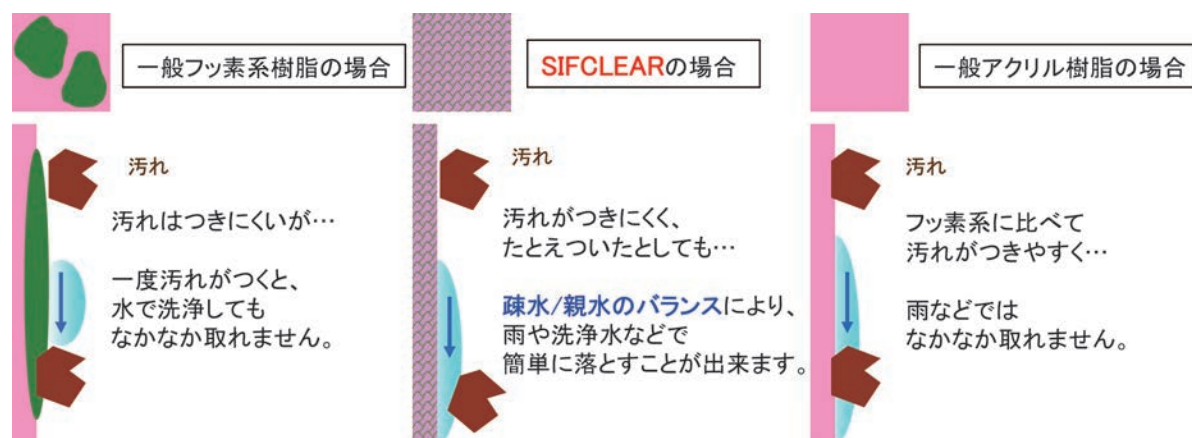 一般フッ素系樹脂の場合
汚れ
汚れはつきにくいが…
一度汚れがつくと、
水で洗浄しても
なかなか取れません。
SIFCLEARの場合
汚れ
汚れがつきにくく、
たとえついたとしても…
疎水/親水のバランスにより、
雨や洗浄水などで
簡単に落とすことが出来ます。
一般アクリル樹脂の場合
汚れ
フッ素系に比べて
汚れがつきやすく…
雨などでは
なかなか取れません。